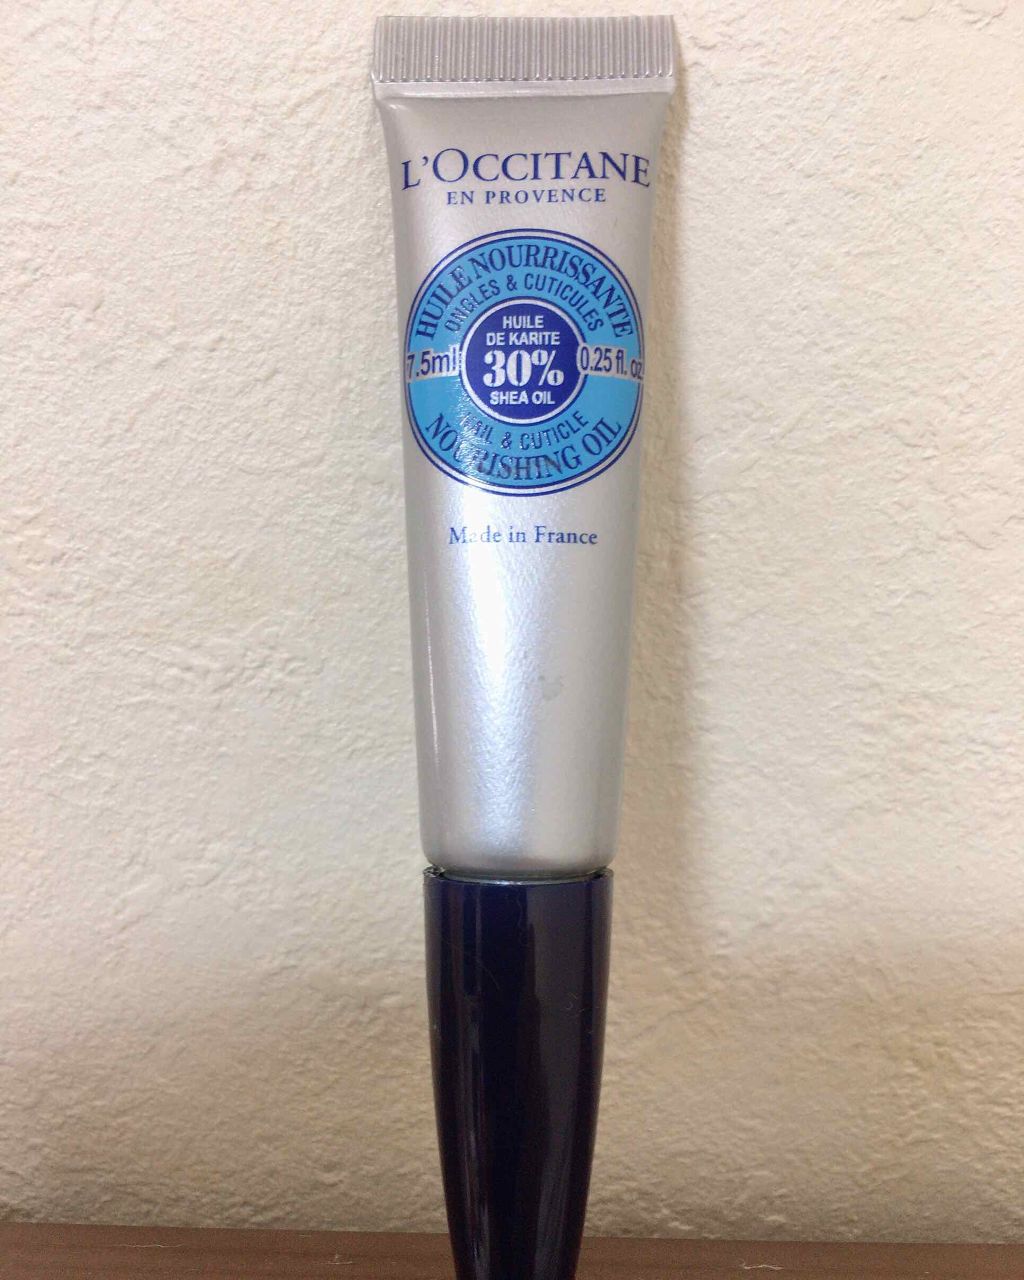 L'OCCITANE
EN PROVENCE
HUILE NOURRISSANTE
ONGLES & CUTICULES
HUILE
DE KARITE
7.5ml
30%
0.25 fl. oz
SHEA OIL
NAIL & CUTICLE
NOURISHING OIL
Made in France